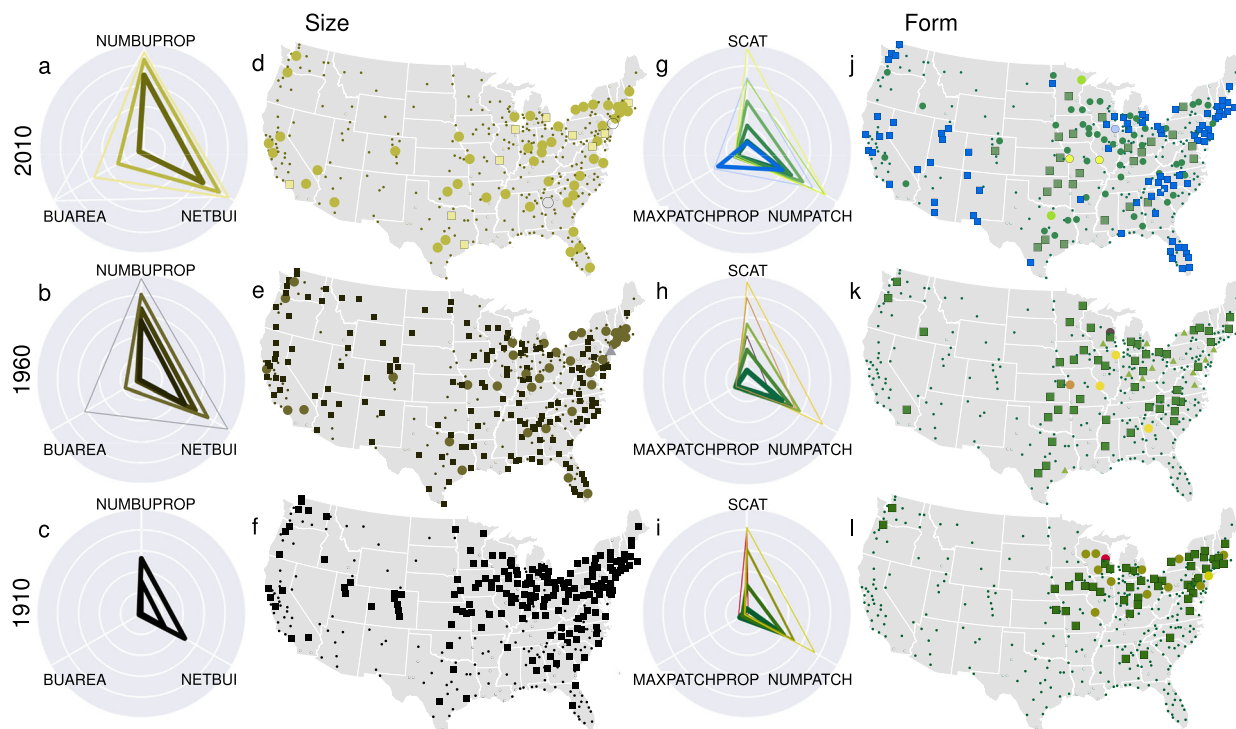 Size
Form
2010
a
NUMBUPROP
BUAREA
NETBUI
d
g
SCAT
MAXPATCHPROP
NUMPATCH
j
1960
b
NUMBUPROP
BUAREA
NETBUI
e
h
SCAT
MAXPATCHPROP
NUMPATCH
k
1910
c
NUMBUPROP
BUAREA
NETBUI
f
i
SCAT
MAXPATCHPROP
NUMPATCH
l